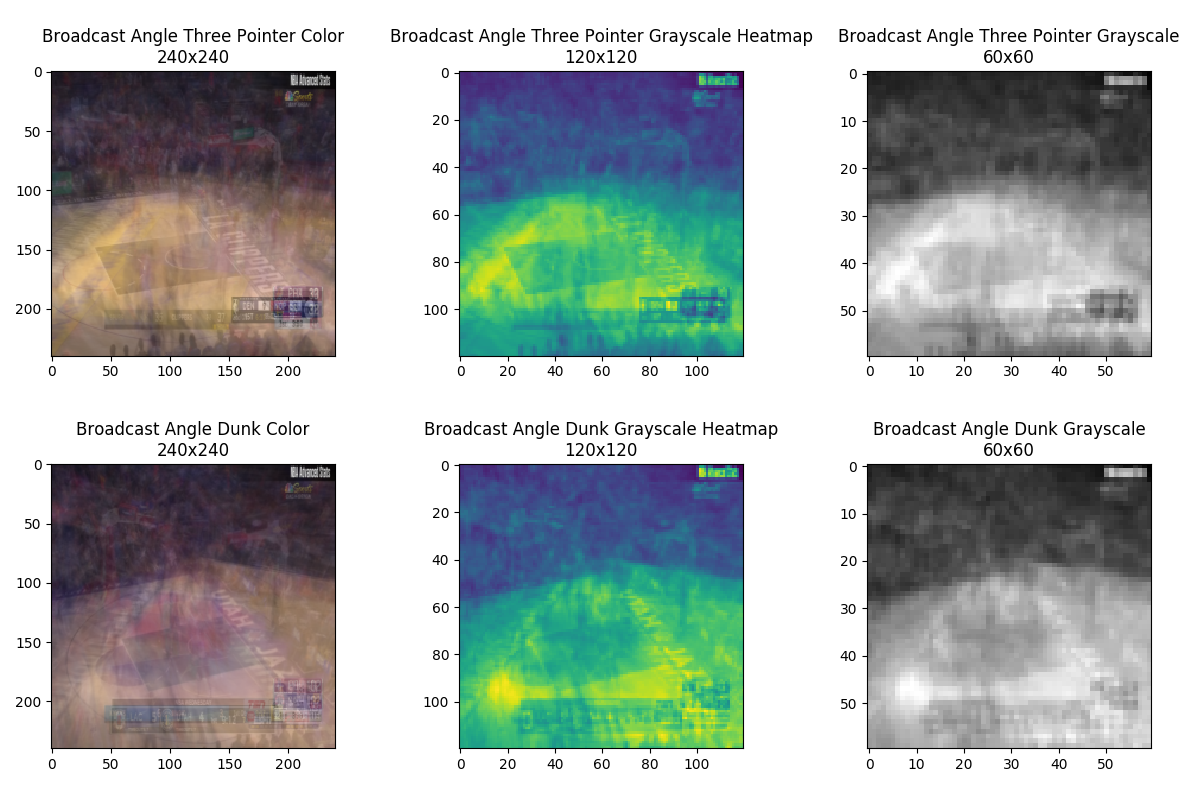 Broadcast Angle Three Pointer Color
240x240
Broadcast Angle Three Pointer Grayscale Heatmap
120x120
Broadcast Angle Three Pointer Grayscale
60x60
0
50
100
150
200
0 50 100 150 200
0
20
40
60
80
100
0 20 40 60 80 100
0
10
20
30
40
50
0 10 20 30 40 50
Broadcast Angle Dunk Color
240x240
Broadcast Angle Dunk Grayscale Heatmap
120x120
Broadcast Angle Dunk Grayscale
60x60
0
50
100
150
200
0 50 100 150 200
0
20
40
60
80
100
0 20 40 60 80 100
0
10
20
30
40
50
0 10 20 30 40 50